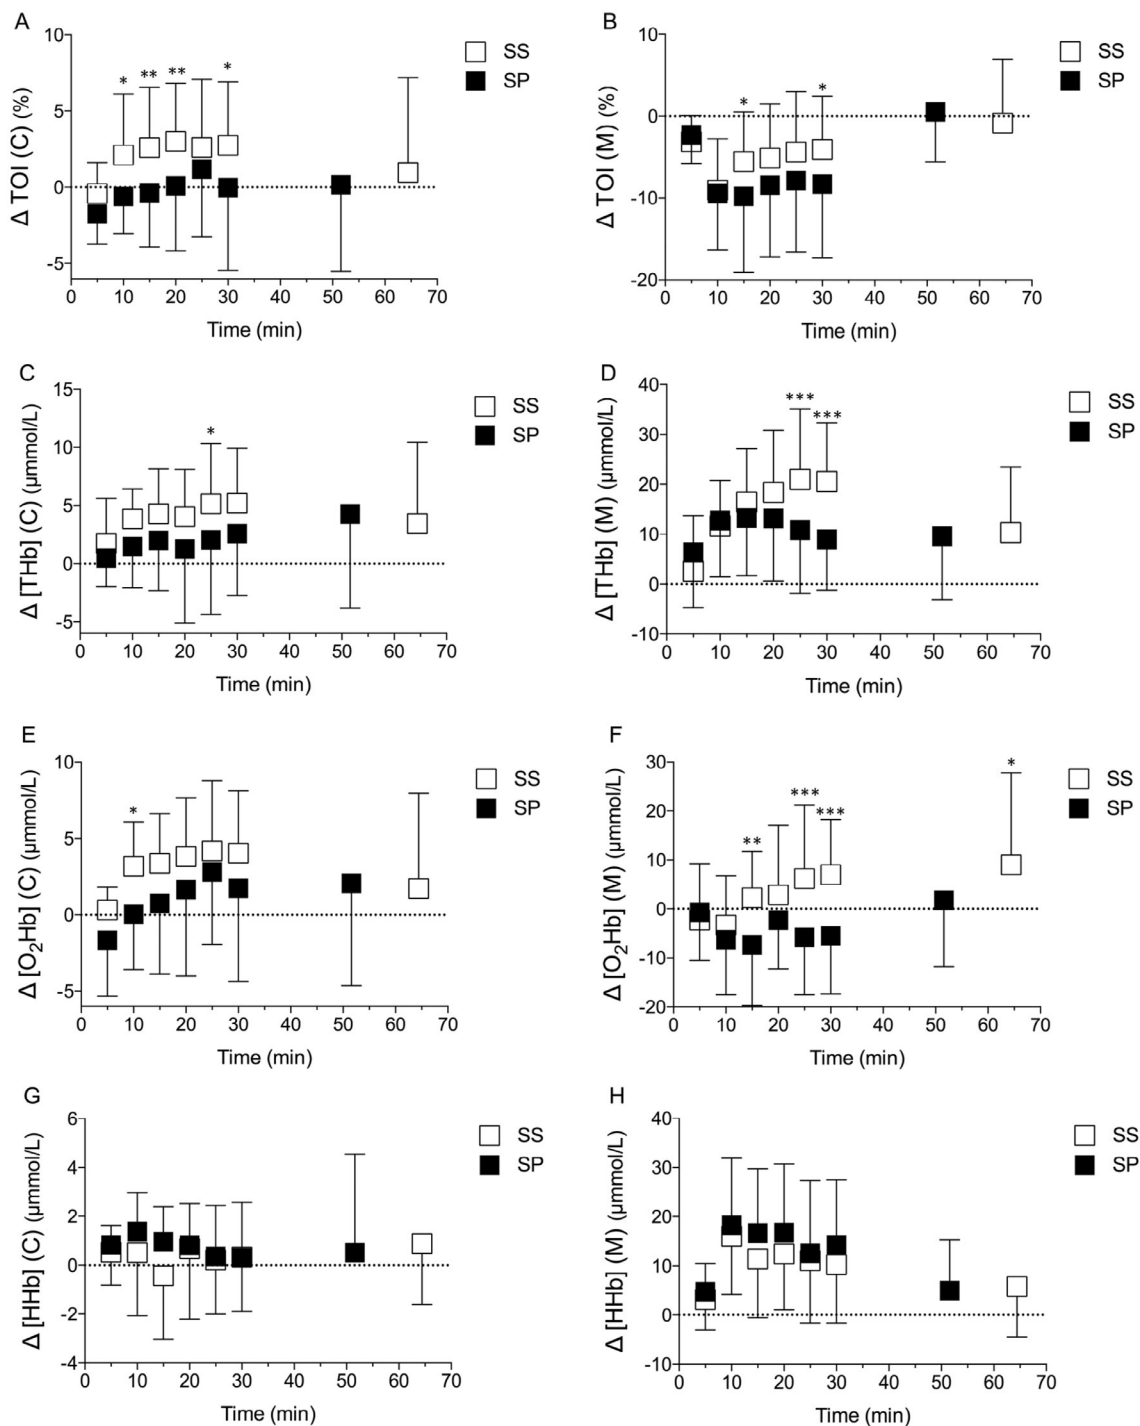 A
Δ TOI (C) (%)
10
5
0
-5
* ** ** *
SS
SP
0 10 20 30 40 50 60 70
Time (min)
B
Δ TOI (M) (%)
10
0
-10
-20
* *
SS
SP
0 10 20 30 40 50 60 70
Time (min)
C
Δ [THb] (C) (μmmol/L)
15
10
5
0
-5
*
SS
SP
0 10 20 30 40 50 60 70
Time (min)
D
Δ [THb] (M) (μmmol/L)
40
30
20
10
0
-10
*** ***
SS
SP
0 10 20 30 40 50 60 70
Time (min)
E
Δ [O₂Hb] (C) (μmmol/L)
10
5
0
-5
*
SS
SP
0 10 20 30 40 50 60 70
Time (min)
F
Δ [O₂Hb] (M) (μmmol/L)
30
20
10
0
-10
-20
** *** *** *
SS
SP
0 10 20 30 40 50 60 70
Time (min)
G
Δ [HHb] (C) (μmmol/L)
6
4
2
0
-2
-4
SS
SP
0 10 20 30 40 50 60 70
Time (min)
H
Δ [HHb] (M) (μmmol/L)
40
30
20
10
0
-10
SS
SP
0 10 20 30 40 50 60 70
Time (min)